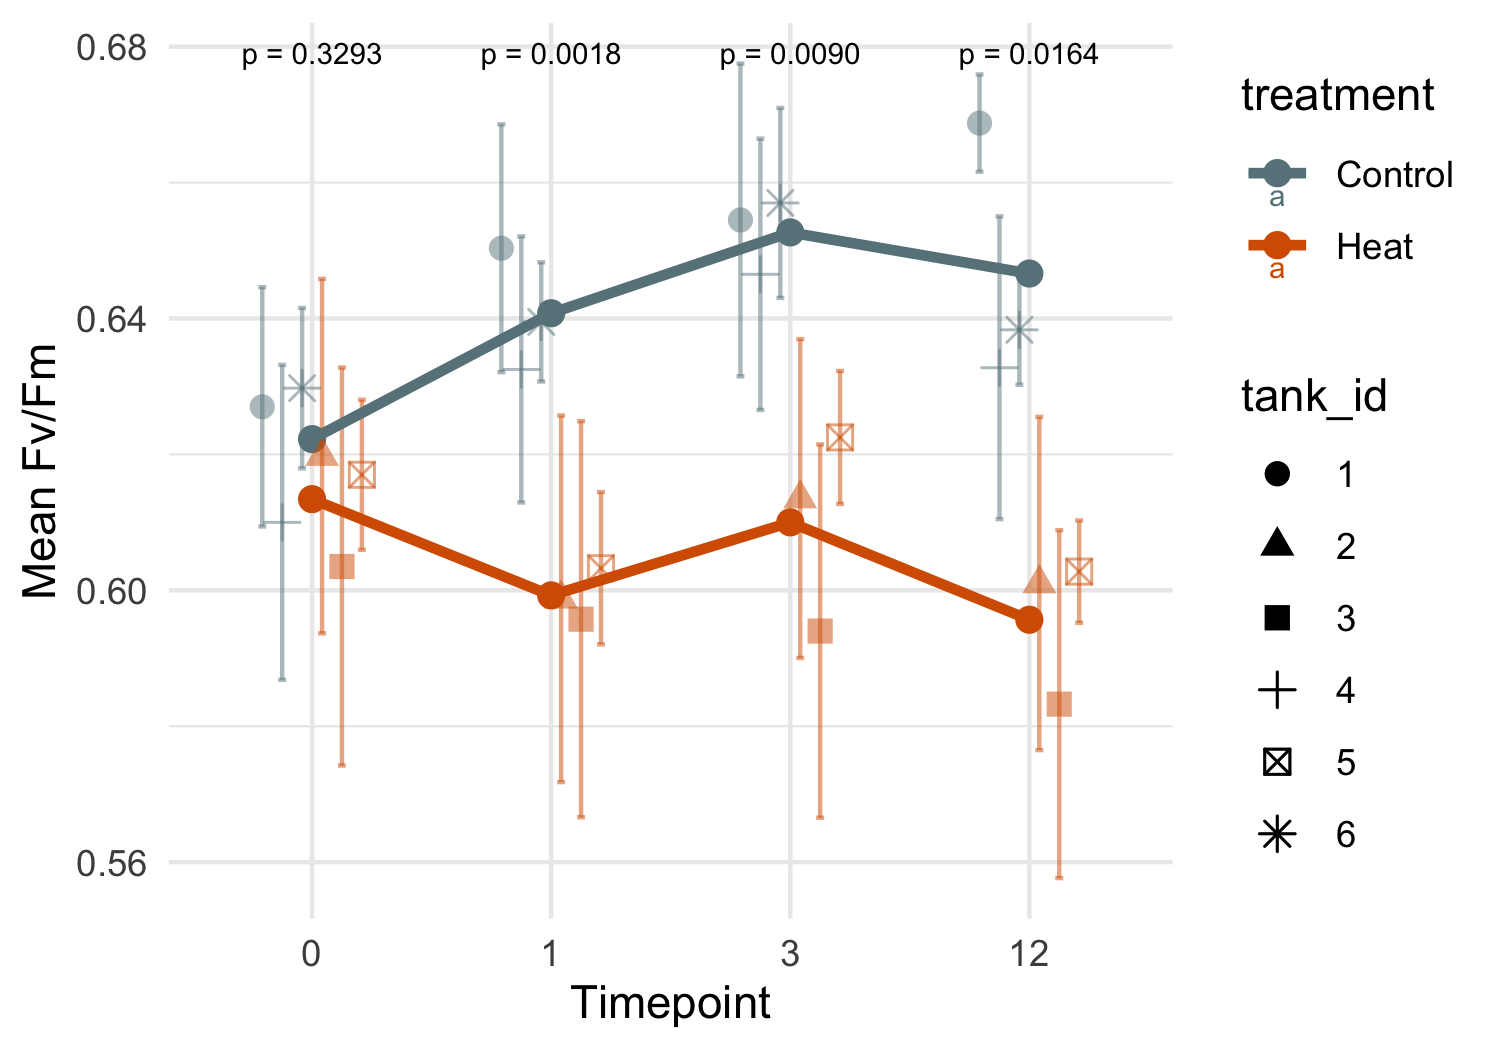 0.68
0.64
0.60
0.56
Mean Fv/Fm
p = 0.3293
p = 0.0018
p = 0.0090
p = 0.0164
0
1
3
12
Timepoint
treatment
a
Control
a
Heat
tank_id
1
2
3
4
5
6